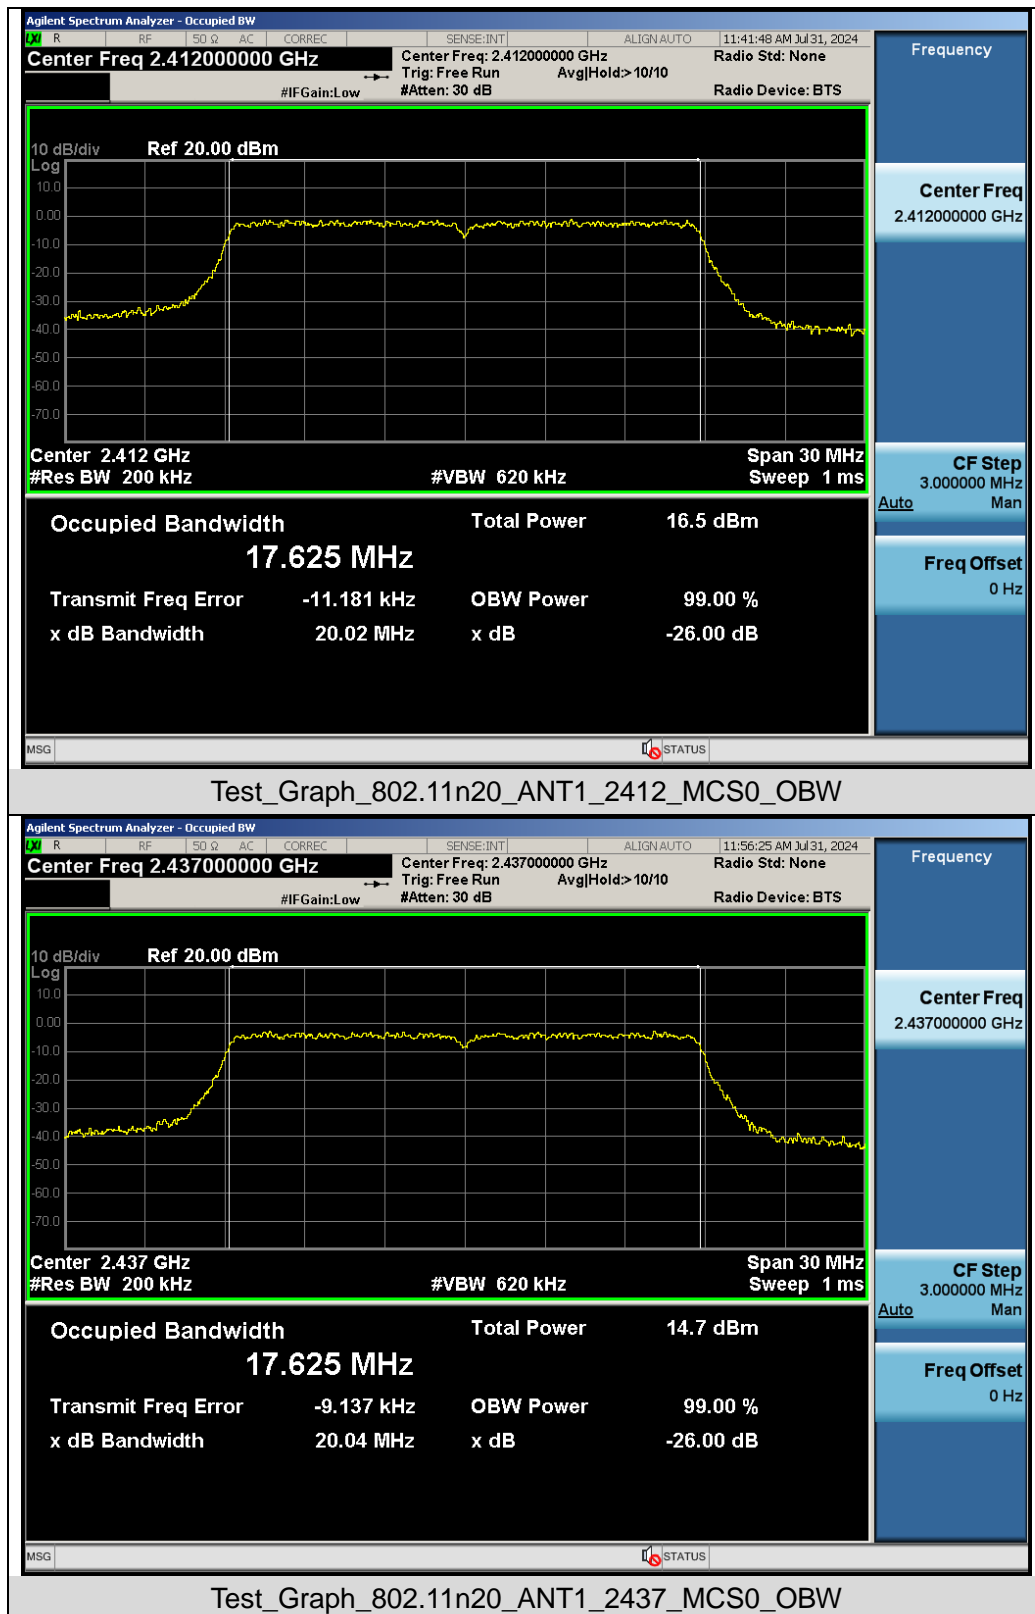 Agilent Spectrum Analyzer - Occupied BW
LXI R RF 50 Ω AC CORREC SENSE:INT ALIGN AUTO 11:41:48 AM Jul 31, 2024
Center Freq 2.412000000 GHz Center Freq: 2.412000000 GHz Radio Std: None
Trig: Free Run Avg|Hold:>10/10
#IFGain:Low #Atten: 30 dB Radio Device: BTS
Frequency
10 dB/div Ref 20.00 dBm
Log
10.0
0.00
-10.0
-20.0
-30.0
-40.0
-50.0
-60.0
-70.0
Center 2.412 GHz Span 30 MHz
#Res BW 200 kHz #VBW 620 kHz Sweep 1 ms
Center Freq
2.412000000 GHz
CF Step
3.000000 MHz
Auto Man
Freq Offset
0 Hz
Occupied Bandwidth Total Power 16.5 dBm
17.625 MHz
Transmit Freq Error -11.181 kHz OBW Power 99.00 %
x dB Bandwidth 20.02 MHz x dB -26.00 dB
MSG STATUS
Test_Graph_802.11n20_ANT1_2412_MCS0_OBW
Agilent Spectrum Analyzer - Occupied BW
LXI R RF 50 Ω AC CORREC SENSE:INT ALIGN AUTO 11:56:25 AM Jul 31, 2024
Center Freq 2.437000000 GHz Center Freq: 2.437000000 GHz Radio Std: None
Trig: Free Run Avg|Hold:>10/10
#IFGain:Low #Atten: 30 dB Radio Device: BTS
Frequency
10 dB/div Ref 20.00 dBm
Log
10.0
0.00
-10.0
-20.0
-30.0
-40.0
-50.0
-60.0
-70.0
Center 2.437 GHz Span 30 MHz
#Res BW 200 kHz #VBW 620 kHz Sweep 1 ms
Center Freq
2.437000000 GHz
CF Step
3.000000 MHz
Auto Man
Freq Offset
0 Hz
Occupied Bandwidth Total Power 14.7 dBm
17.625 MHz
Transmit Freq Error -9.137 kHz OBW Power 99.00 %
x dB Bandwidth 20.04 MHz x dB -26.00 dB
MSG STATUS
Test_Graph_802.11n20_ANT1_2437_MCS0_OBW